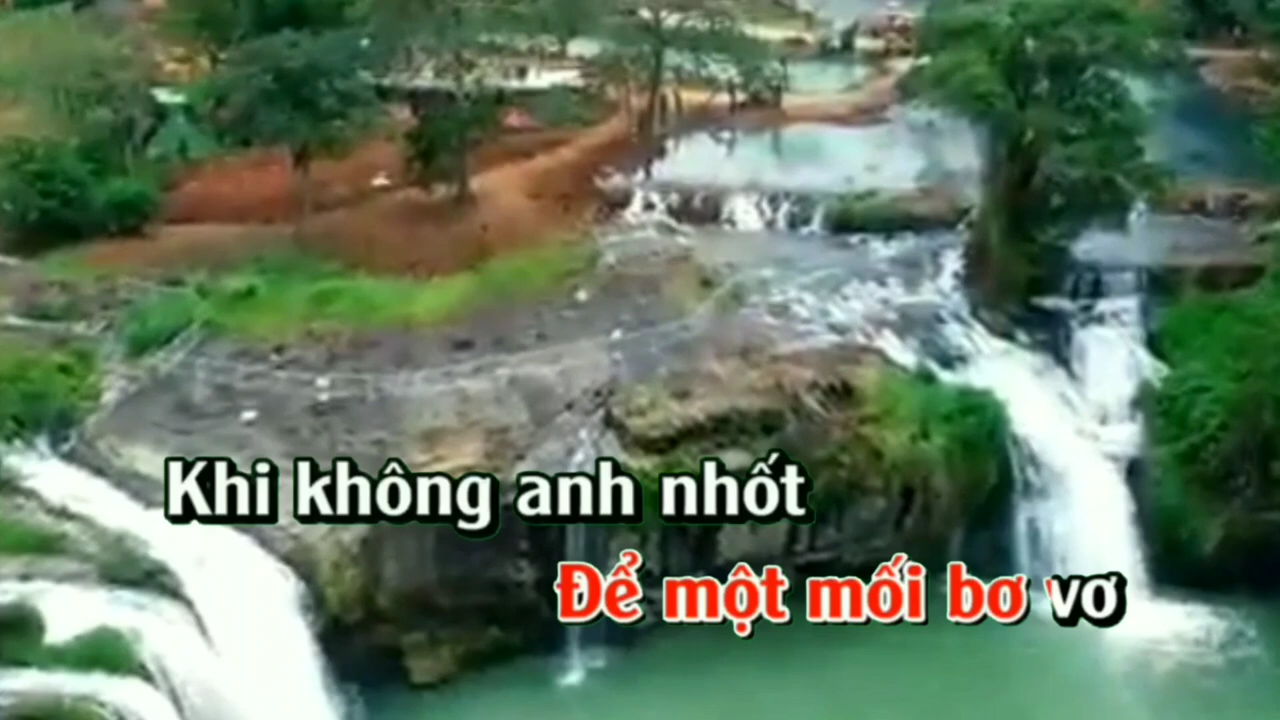 Khi không anh nhốt
Để một mối bơ vơ